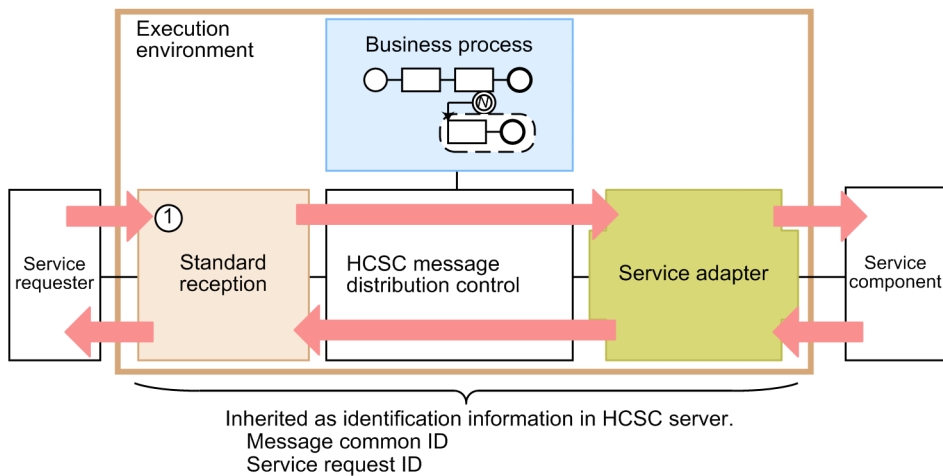 Execution
environment
Business process
1
Service
requester
Standard
reception
HCSC message
distribution control
Service adapter
Service
component
Inherited as identification information in HCSC server.
Message common ID
Service request ID